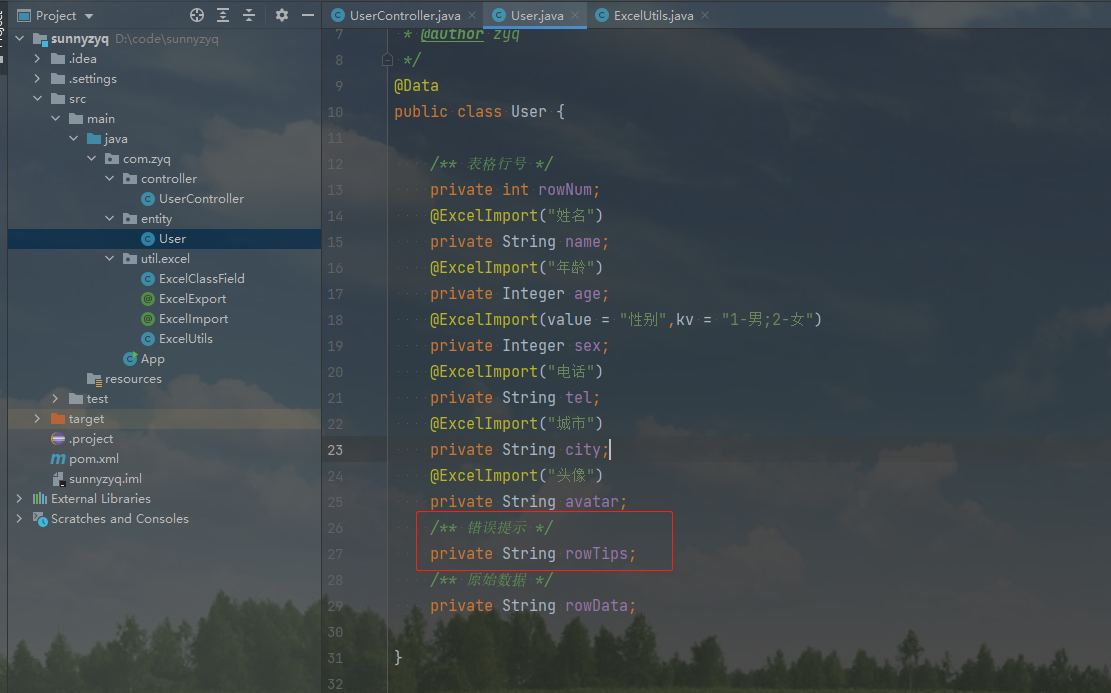 Project
UserController.java
User.java
ExcelUtils.java
sunnyzyq D:\code\sunnyzyq
.idea
.settings
src
main
java
com.zyq
controller
UserController
entity
User
util.excel
ExcelClassField
ExcelExport
ExcelImport
ExcelUtils
App
resources
test
target
.project
pom.xml
sunnyzyq.iml
External Libraries
Scratches and Consoles
7 * @author zyq
8 */
9 @Data
10 public class User {
11
12 /** 表格行号 */
13 private int rowNum;
14 @ExcelImport("姓名")
15 private String name;
16 @ExcelImport("年龄")
17 private Integer age;
18 @ExcelImport(value = "性别",kv = "1-男;2-女")
19 private Integer sex;
20 @ExcelImport("电话")
21 private String tel;
22 @ExcelImport("城市")
23 private String city;
24 @ExcelImport("头像")
25 private String avatar;
26 /** 错误提示 */
27 private String rowTips;
28 /** 原始数据 */
29 private String rowData;
30
31 }
32